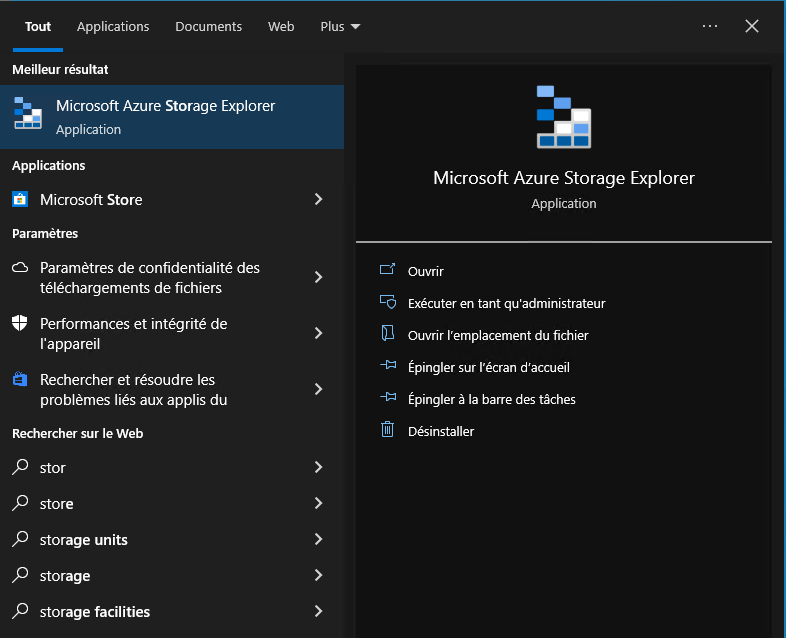 Tout Applications Documents Web Plus
Meilleur résultat
Microsoft Azure Storage Explorer
Application
Applications
Microsoft Store
Paramètres
Paramètres de confidentialité des
téléchargements de fichiers
Performances et intégrité de
l'appareil
Rechercher et résoudre les
problèmes liés aux applis du
Rechercher sur le Web
stor
store
storage units
storage
storage facilities
Microsoft Azure Storage Explorer
Application
Ouvrir
Exécuter en tant qu'administrateur
Ouvrir l'emplacement du fichier
Épingler sur l'écran d'accueil
Épingler à la barre des tâches
Désinstaller